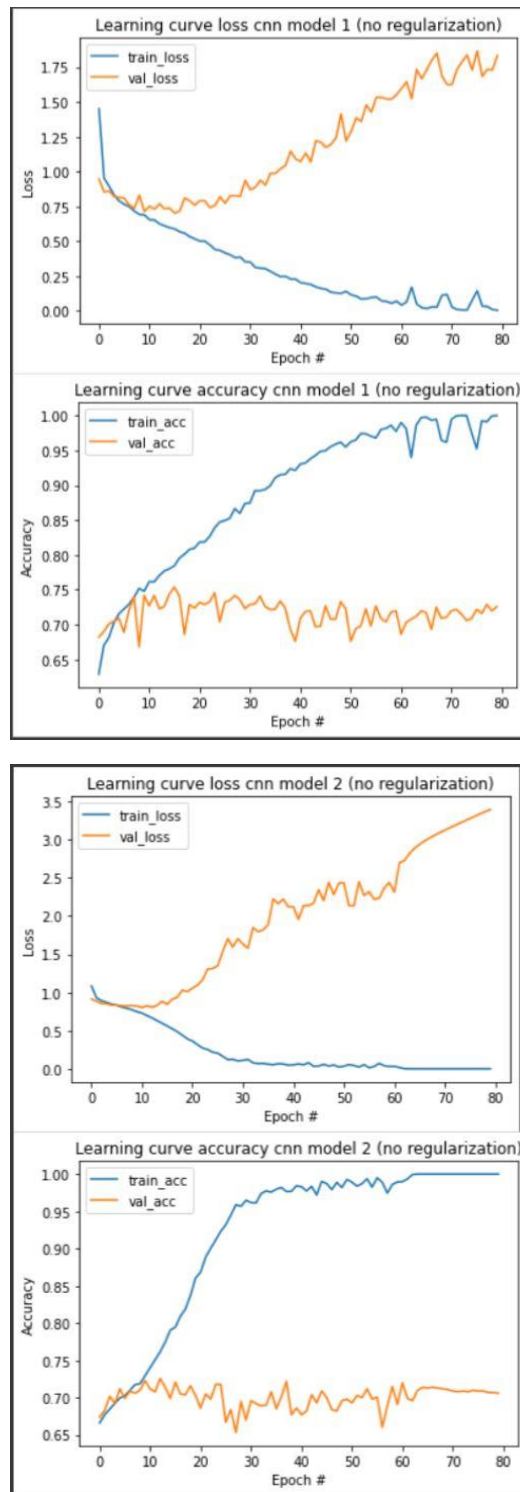 Learning curve loss cnn model 1 (no regularization)
train_loss
val_loss
1.75
1.50
1.25
1.00
0.75
0.50
0.25
0.00
Loss
0 10 20 30 40 50 60 70 80
Epoch #
Learning curve accuracy cnn model 1 (no regularization)
train_acc
val_acc
1.00
0.95
0.90
0.85
0.80
0.75
0.70
0.65
Accuracy
0 10 20 30 40 50 60 70 80
Epoch #
Learning curve loss cnn model 2 (no regularization)
train_loss
val_loss
3.5
3.0
2.5
2.0
1.5
1.0
0.5
0.0
Loss
0 10 20 30 40 50 60 70 80
Epoch #
Learning curve accuracy cnn model 2 (no regularization)
train_acc
val_acc
1.00
0.95
0.90
0.85
0.80
0.75
0.70
0.65
Accuracy
0 10 20 30 40 50 60 70 80
Epoch #